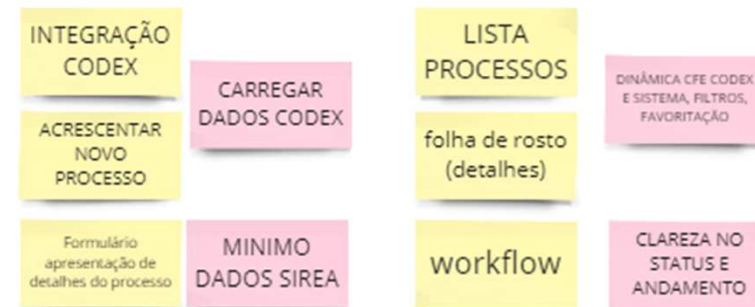 INTEGRAÇÃO
CODEX
CARREGAR
DADOS CODEX
ACRESCENTAR
NOVO
PROCESSO
Formulário
apresentação de
detalhes do processo
MINIMO
DADOS SIREA
LISTA
PROCESSOS
DINÂMICA CFE CODEX
E SISTEMA, FILTROS,
FAVORITAÇÃO
folha de rosto
(detalhes)
workflow
CLAREZA NO
STATUS E
ANDAMENTO